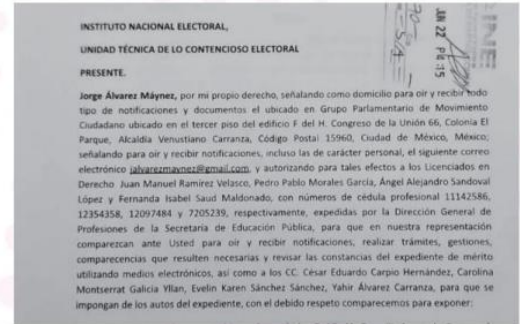 INE
JUN 22 P4:15
INSTITUTO NACIONAL ELECTORAL,
UNIDAD TÉCNICA DE LO CONTENCIOSO ELECTORAL
PRESENTE.
Jorge Álvarez Máynez, por mi propio derecho, señalando como domicilio para oír y recibir todo
tipo de notificaciones y documentos el ubicado en Grupo Parlamentario de Movimiento
Ciudadano ubicado en el tercer piso del edificio F del H. Congreso de la Unión 66, Colonia El
Parque, Alcaldía Venustiano Carranza, Código Postal 15960, Ciudad de México, México;
señalando para oír y recibir notificaciones, incluso las de carácter personal, el siguiente correo
electrónico jalvarezmaynez@gmail.com, y autorizando para tales efectos a los Licenciados en
Derecho Juan Manuel Ramírez Velasco, Pedro Pablo Morales García, Ángel Alejandro Sandoval
López y Fernanda Isabel Saud Maldonado, con números de cédula profesional 11142586,
12354358, 12097484 y 7705239, respectivamente, expedidas por la Dirección General de
Profesiones de la Secretaría de Educación Pública, para que en nuestra representación
comparezcan ante Usted para oír y recibir notificaciones, realizar trámites, gestiones,
comparecencias que resulten necesarias y revisar las constancias del expediente de mérito
utilizando medios electrónicos, así como a los CC. César Eduardo Carpio Hernández, Carolina
Montserrat Galicia Yllan, Evelin Karen Sánchez Sánchez, Yahir Álvarez Carranza, para que se
impongan de los autos del expediente, con el debido respeto comparecemos para exponer: